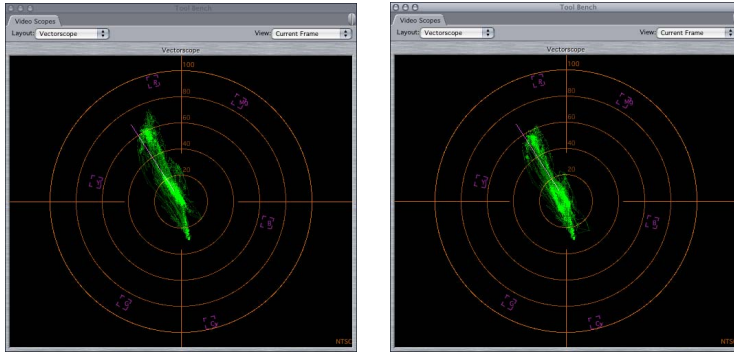 Tool Bench
Video Scopes
Layout: Vectorscope
View: Current Frame
Vectorscope
100
80
60
40
20
NTSC
Tool Bench
Video Scopes
Layout: Vectorscope
View: Current Frame
Vectorscope
100
80
60
40
20
NTSC